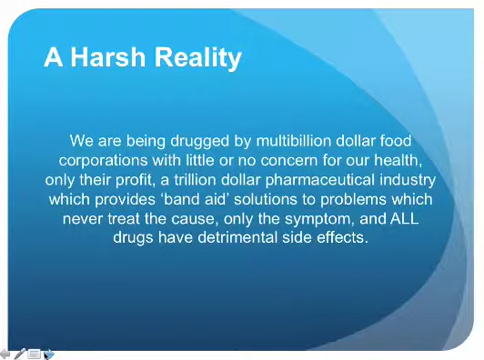 A Harsh Reality
We are being drugged by multibillion dollar food
corporations with little or no concern for our health,
only their profit, a trillion dollar pharmaceutical industry
which provides ‘band aid’ solutions to problems which
never treat the cause, only the symptom, and ALL
drugs have detrimental side effects.